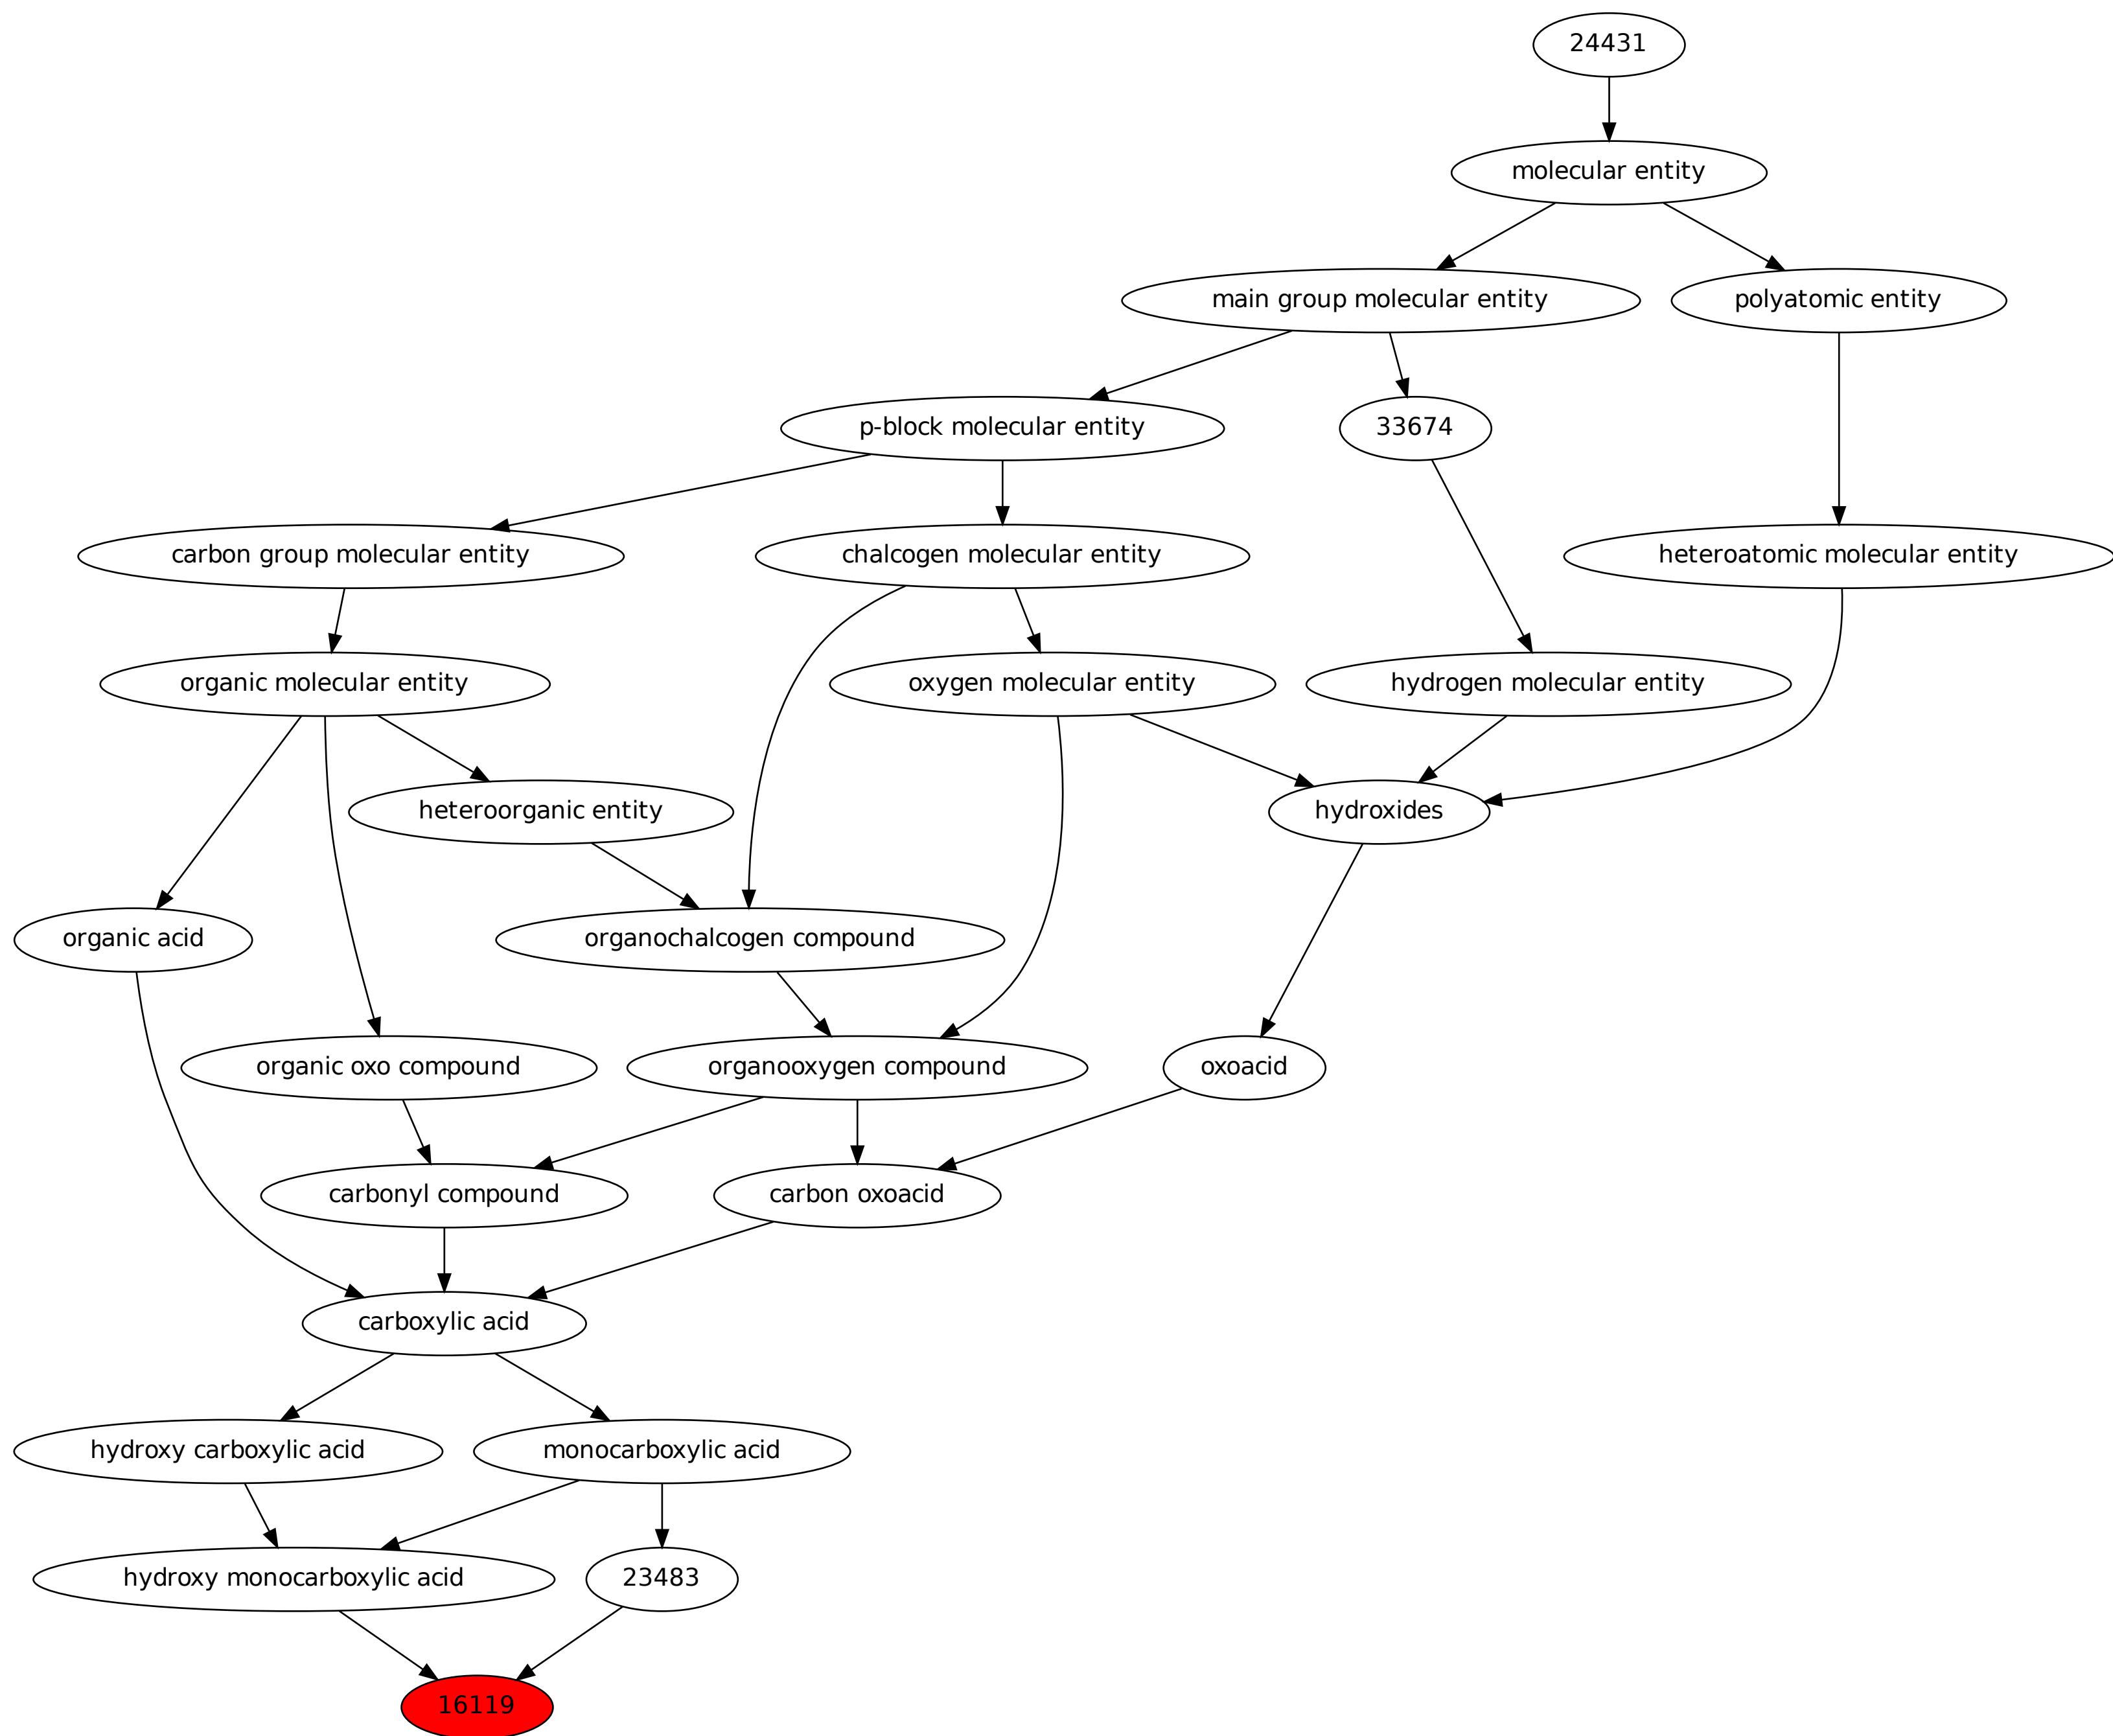 24431
molecular entity
main group molecular entity
polyatomic entity
p-block molecular entity
33674
carbon group molecular entity
chalcogen molecular entity
heteroatomic molecular entity
organic molecular entity
oxygen molecular entity
hydrogen molecular entity
heteroorganic entity
hydroxides
organic acid
organochalcogen compound
organic oxo compound
organooxygen compound
oxoacid
carbonyl compound
carbon oxoacid
carboxylic acid
hydroxy carboxylic acid
monocarboxylic acid
hydroxy monocarboxylic acid
23483
16119